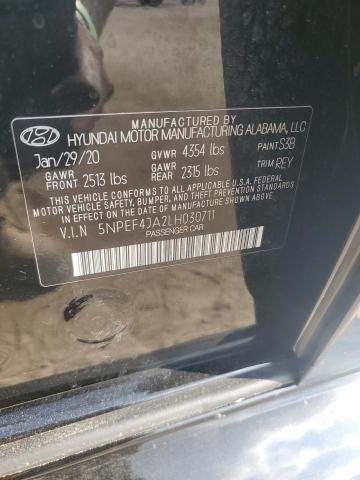 MANUFACTURED BY
HYUNDAI MOTOR MANUFACTURING ALABAMA, LLC
Jan/29/20 GVWR 4354 lbs PAINT S3B
GAWR FRONT 2513 lbs GAWR REAR 2315 lbs TRIM REY
THIS VEHICLE CONFORMS TO ALL APPLICABLE U.S.A. FEDERAL
MOTOR VEHICLE SAFETY, BUMPER, AND THEFT PREVENTION
STANDARDS IN EFFECT ON THE DATE OF MANUFACTURE SHOWN ABOVE.
V.I.N 5NPEF4JA2LH030711
PASSENGER CAR